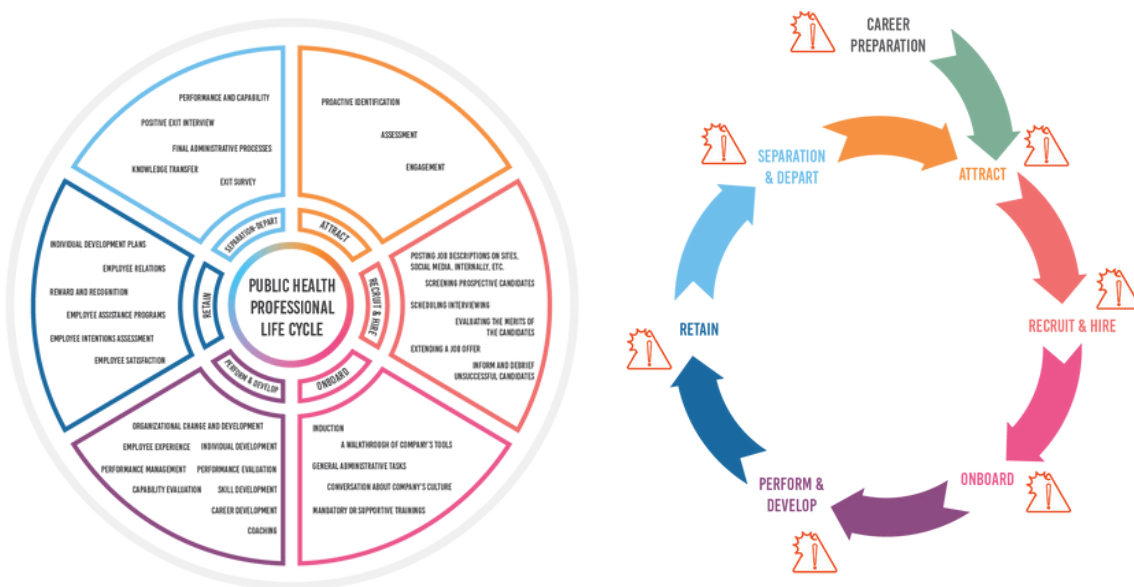 PERFORMANCE AND CAPABILITY
POSITIVE EXIT INTERVIEW
FINAL ADMINISTRATIVE PROCESSES
KNOWLEDGE TRANSFER
EXIT SURVEY
SEPARATION-DEPART
PROACTIVE IDENTIFICATION
ASSESSMENT
ENGAGEMENT
ATTRACT
INDIVIDUAL DEVELOPMENT PLANS
EMPLOYEE RELATIONS
REWARD AND RECOGNITION
EMPLOYEE ASSISTANCE PROGRAMS
EMPLOYEE INTENTIONS ASSESSMENT
EMPLOYEE SATISFACTION
RETAIN
PUBLIC HEALTH
PROFESSIONAL
LIFE CYCLE
RECRUIT & HIRE
POSTING JOB DESCRIPTIONS ON SITES,
SOCIAL MEDIA, INTERNALLY, ETC.
SCREENING PROSPECTIVE CANDIDATES
SCHEDULING INTERVIEWING
EVALUATING THE MERITS OF
THE CANDIDATES
EXTENDING A JOB OFFER
INFORM AND DEBRIEF
UNSUCCESSFUL CANDIDATES
PERFORM & DEVELOP
ORGANIZATIONAL CHANGE AND DEVELOPMENT
EMPLOYEE EXPERIENCE INDIVIDUAL DEVELOPMENT
PERFORMANCE MANAGEMENT PERFORMANCE EVALUATION
CAPABILITY EVALUATION SKILL DEVELOPMENT
CAREER DEVELOPMENT
COACHING
ONBOARD
INDUCTION
A WALKTHROUGH OF COMPANY'S TOOLS
GENERAL ADMINISTRATIVE TASKS
CONVERSATION ABOUT COMPANY'S CULTURE
MANDATORY OR SUPPORTIVE TRAININGS
CAREER
PREPARATION
SEPARATION
& DEPART
ATTRACT
RETAIN
RECRUIT & HIRE
PERFORM &
DEVELOP
ONBOARD